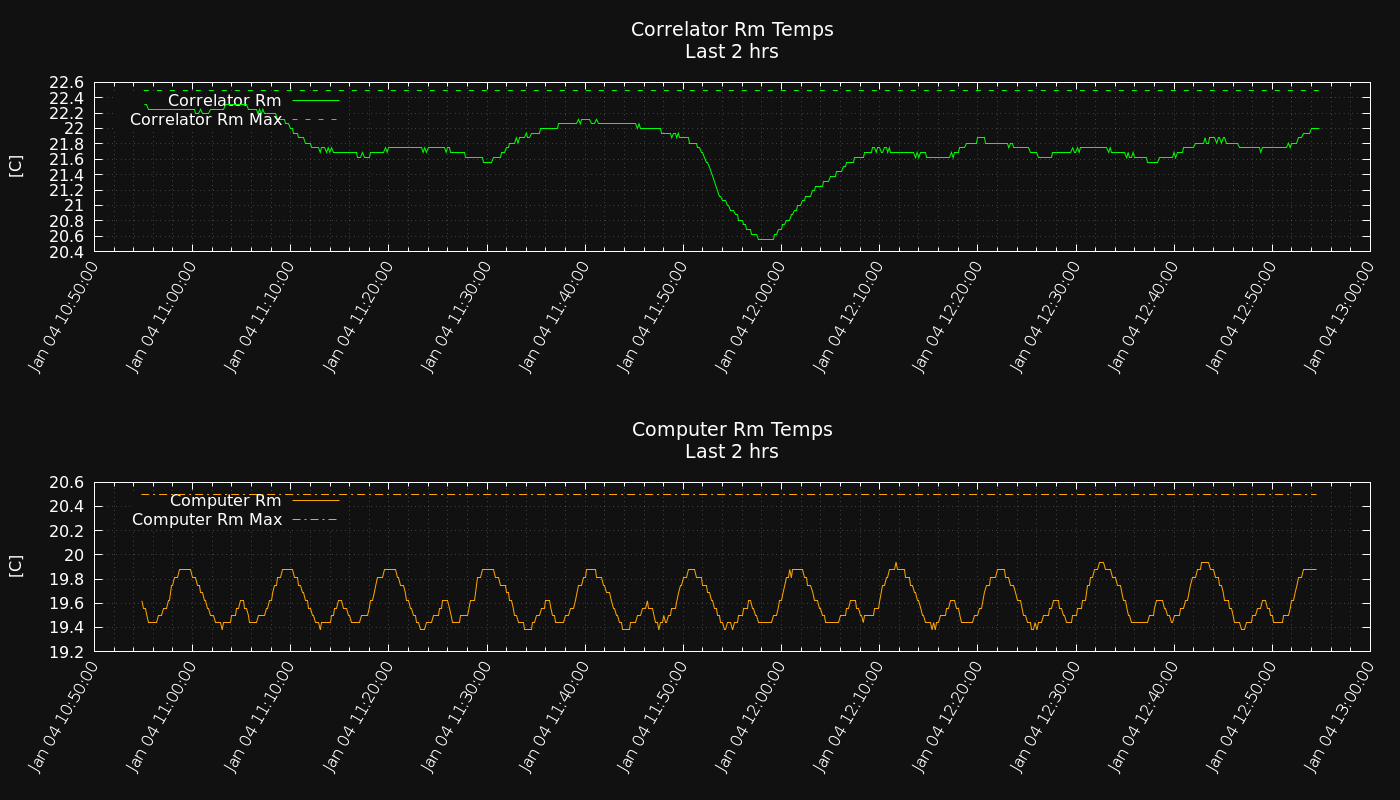 Correlator Rm Temps
Last 2 hrs
22.6
22.4
22.2
22
21.8
21.6
21.4
21.2
21
20.8
20.6
20.4
[C]
Correlator Rm
Correlator Rm Max
Jan 04 10:50:00
Jan 04 11:00:00
Jan 04 11:10:00
Jan 04 11:20:00
Jan 04 11:30:00
Jan 04 11:40:00
Jan 04 11:50:00
Jan 04 12:00:00
Jan 04 12:10:00
Jan 04 12:20:00
Jan 04 12:30:00
Jan 04 12:40:00
Jan 04 12:50:00
Jan 04 13:00:00
Computer Rm Temps
Last 2 hrs
20.6
20.4
20.2
20
19.8
19.6
19.4
19.2
[C]
Computer Rm
Computer Rm Max
Jan 04 10:50:00
Jan 04 11:00:00
Jan 04 11:10:00
Jan 04 11:20:00
Jan 04 11:30:00
Jan 04 11:40:00
Jan 04 11:50:00
Jan 04 12:00:00
Jan 04 12:10:00
Jan 04 12:20:00
Jan 04 12:30:00
Jan 04 12:40:00
Jan 04 12:50:00
Jan 04 13:00:00